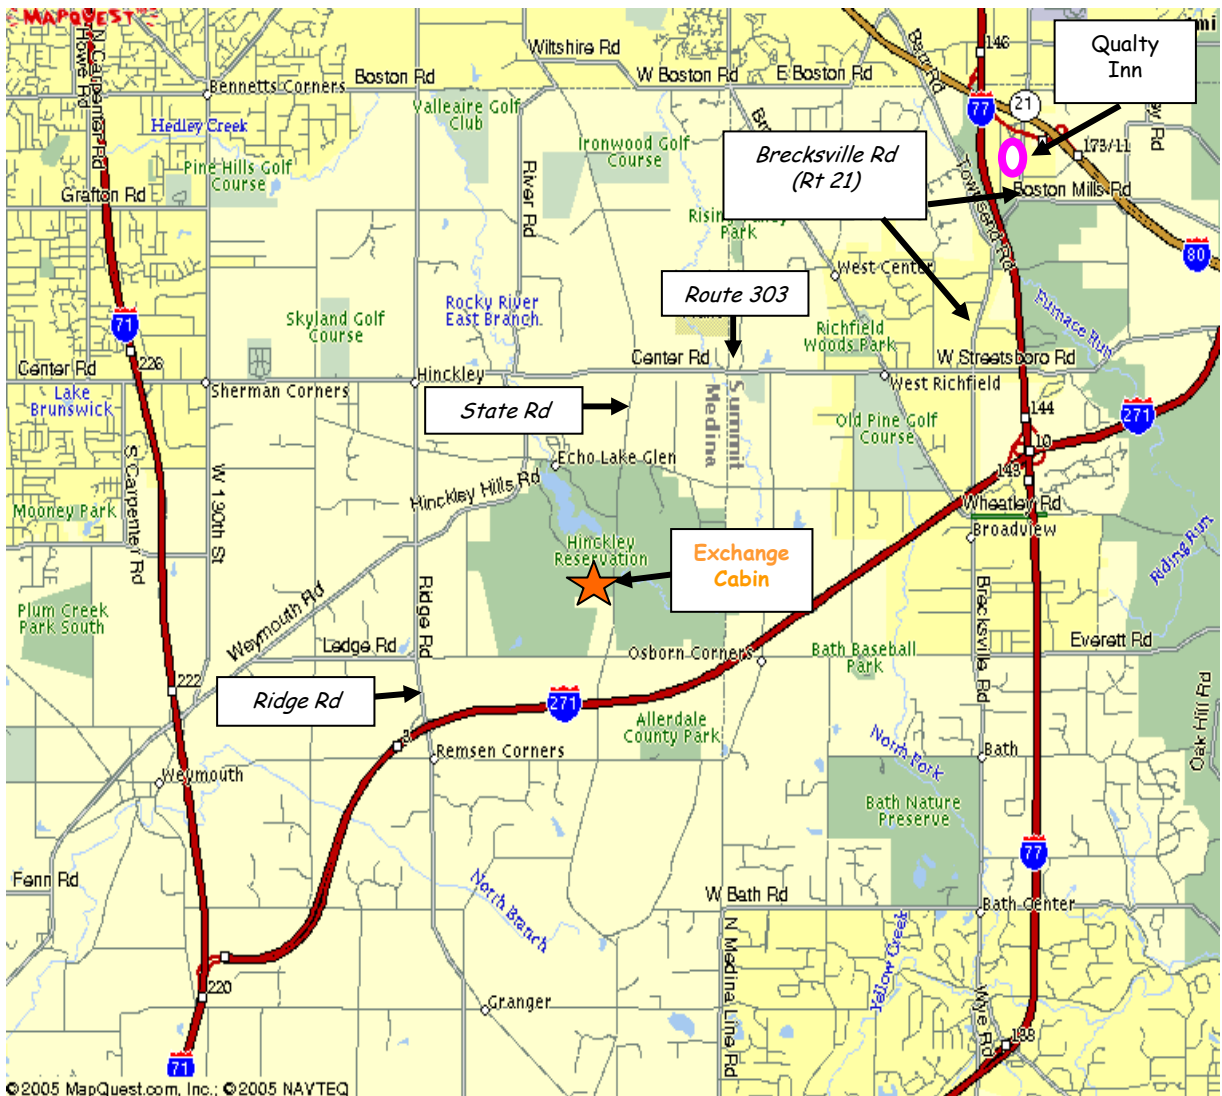 MAPQUEST
Howe Rd
N Carpenter Rd
Wiltshire Rd
Boston Rd
W Boston Rd
E Boston Rd
Bennetts Corners
Hedley Creek
Valleaire Golf
Club
Ironwood Golf
Course
Pine Hills Golf
Course
Grafton Rd
River Rd
146
77
21
Qualty
Inn
173/11
Brecksville Rd
(Rt 21)
Boston Mills Rd
Townsend Rd
80
Park
West Center
Route 303
Rocky River
East Branch
Skyland Golf
Course
71
226
Richfield
Woods Park
Furnace Run
Center Rd
Center Rd
W Streetsboro Rd
Sherman Corners
Hinckley
West Richfield
Lake
Brunswick
State Rd
Summit
Medina
Old Pine Golf
Course
144
271
10
143
Echo Lake Glen
Hinckley Hills Rd
S Carpenter Rd
W 130th St
Mooney Park
Wheatley Rd
Broadview
Hinckley
Reservation
Exchange
Cabin
Riding Run
Plum Creek
Park South
Weymouth Rd
Ridge Rd
Brecksville Rd
Ledge Rd
Osborn Corners
Bath Baseball
Park
Everett Rd
222
Ridge Rd
271
3
Allerdale
County Park
Oak Hill Rd
Remsen Corners
North Fork
Bath
Weymouth
Bath Nature
Preserve
77
Fenn Rd
North Branch
W Bath Rd
Bath Center
N Medina Line Rd
Yellow Creek
Wye Rd
220
Granger
138
71
©2005 MapQuest.com, Inc.; ©2005 NAVTEQ